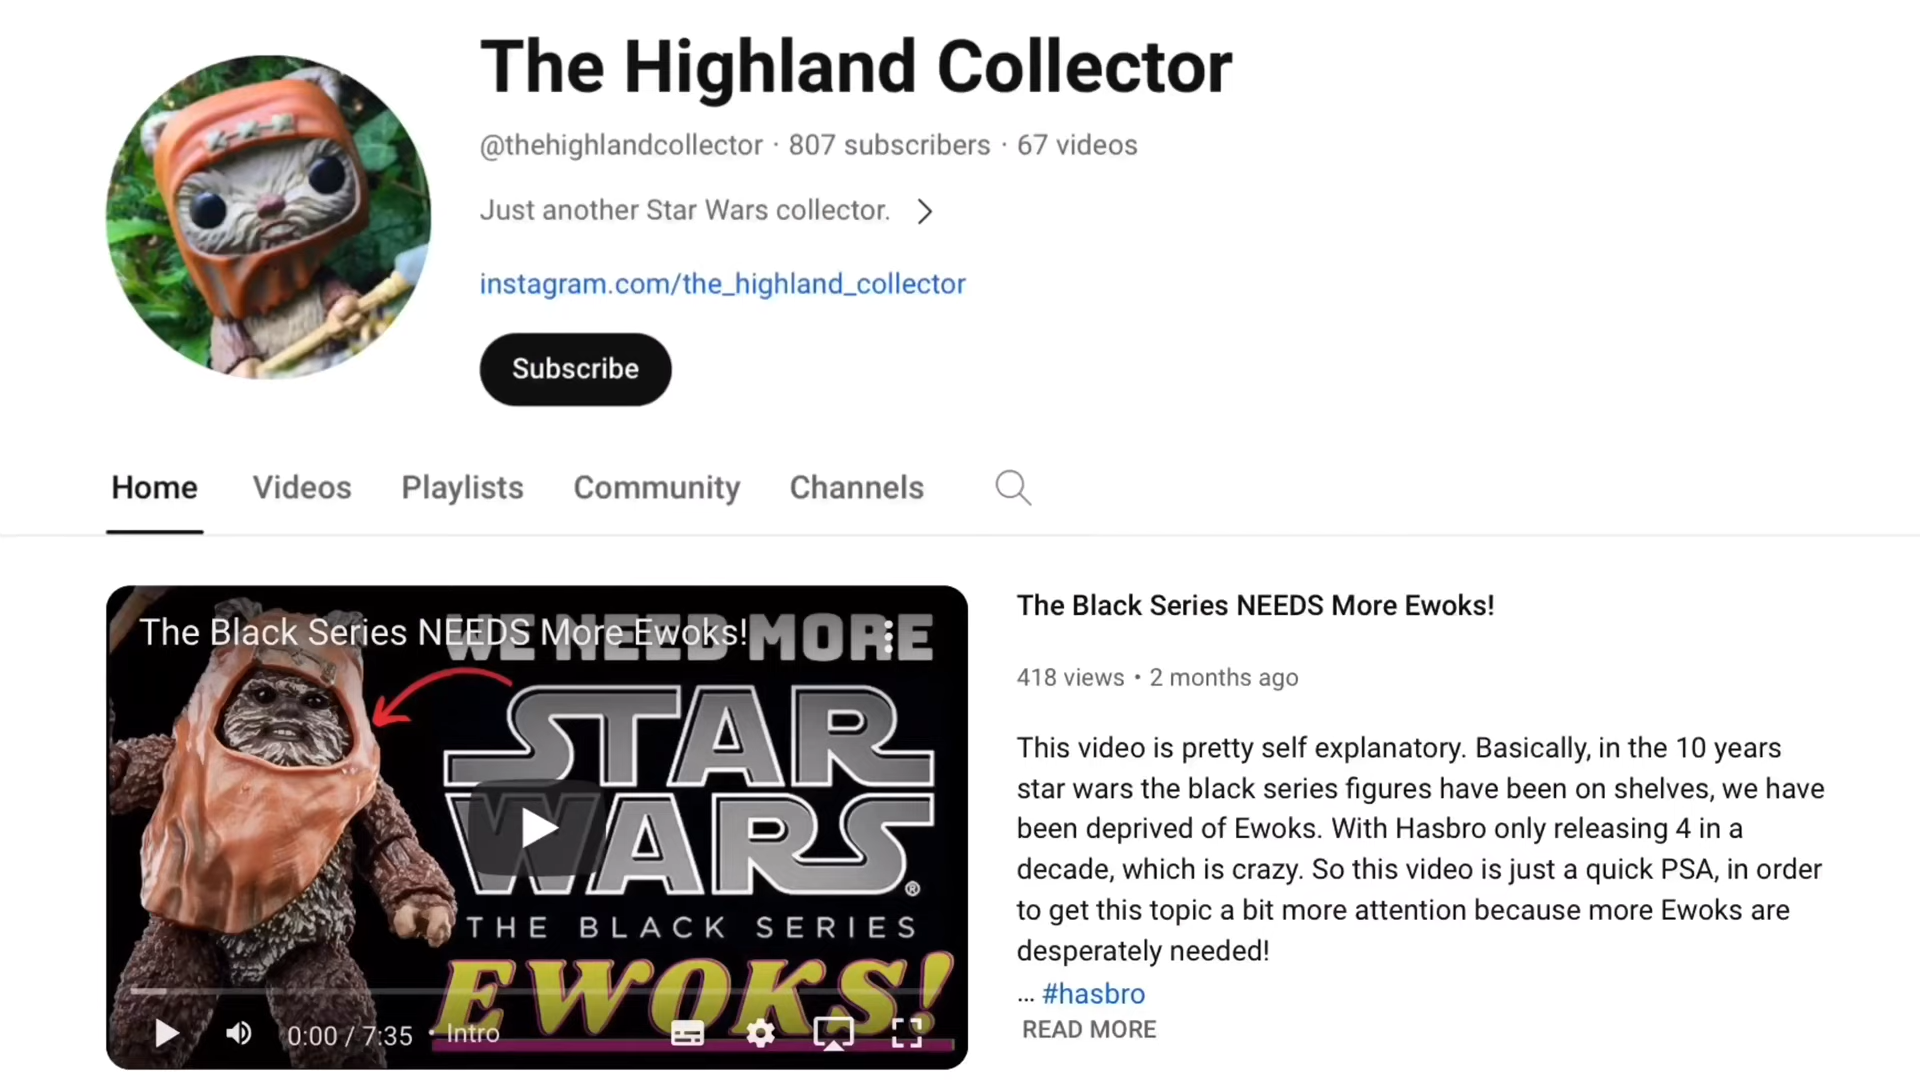 The Highland Collector
@thehighlandcollector · 807 subscribers · 67 videos
Just another Star Wars collector.
instagram.com/the_highland_collector
Subscribe
Home Videos Playlists Community Channels
The Black Series NEEDS More Ewoks!
WE NEED MORE
STAR
WARS®
THE BLACK SERIES
EWOKS!
0:00 / 7:35 • Intro
The Black Series NEEDS More Ewoks!
418 views • 2 months ago
This video is pretty self explanatory. Basically, in the 10 years
star wars the black series figures have been on shelves, we have
been deprived of Ewoks. With Hasbro only releasing 4 in a
decade, which is crazy. So this video is just a quick PSA, in order
to get this topic a bit more attention because more Ewoks are
desperately needed!
... #hasbro
READ MORE